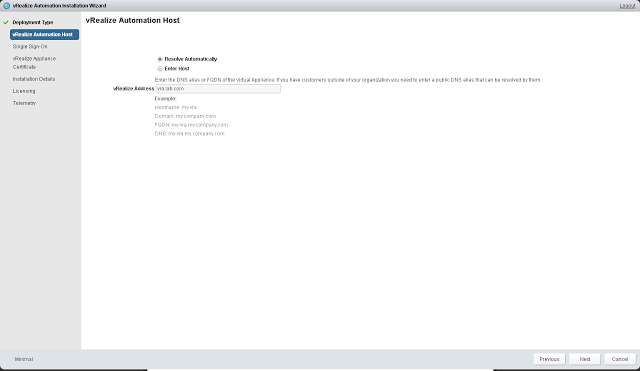 vRealize Automation Installation Wizard
Logout
Deployment Type
vRealize Automation Host
Single Sign-On
vRealize Appliance
Certificate
Installation Details
Licensing
Telemetry
vRealize Automation Host
Resolve Automatically
Enter Host
Enter the DNS alias or FGDN of the Virtual Appliance. If you have customers outside of your organization you need to enter a public DNS alias that can be resolved by them.
vRealize Address
vra.lab.com
Example:
Hostname: my-vra
Domain: my.company.com
FGDN: my-vra.my.company.com
DNS: my-vra.my.company.com
Minimal
Previous
Next
Cancel